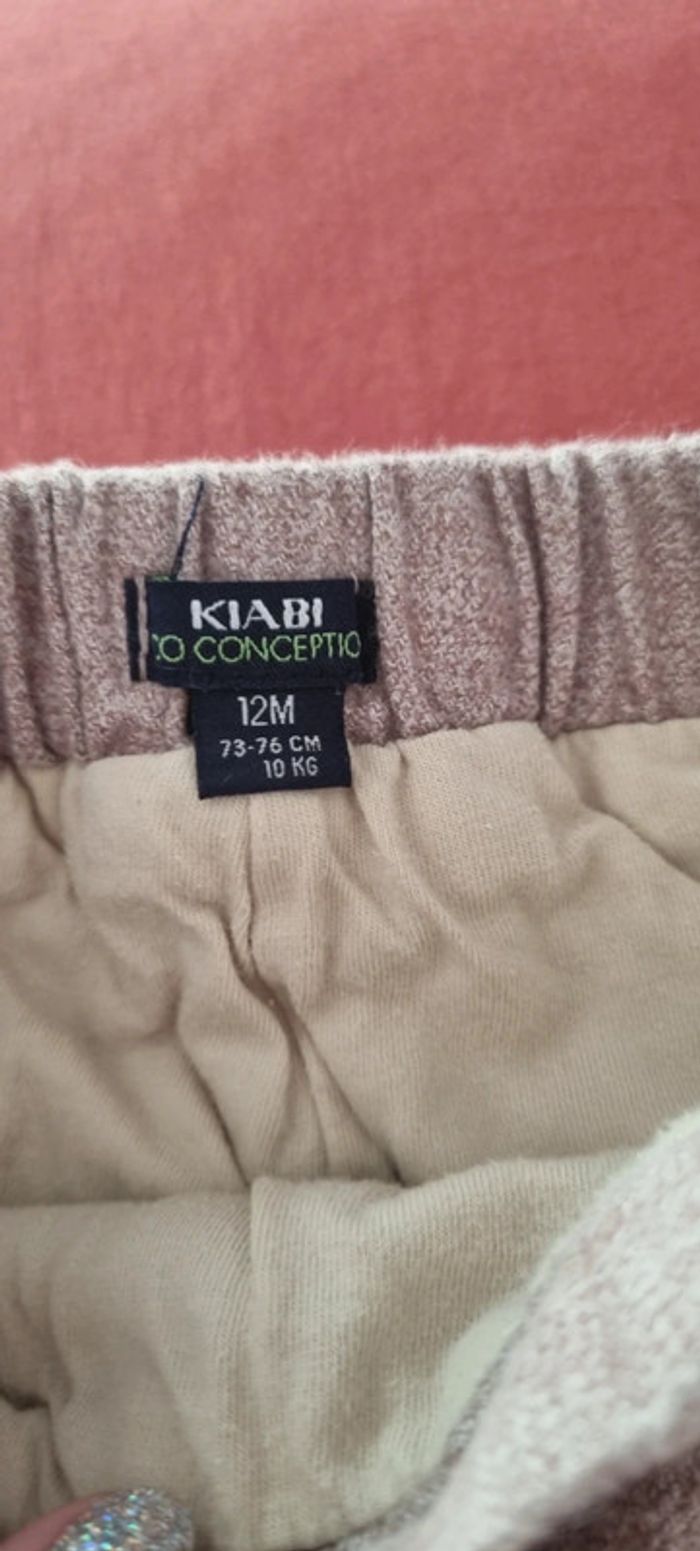 KIABI
CO CONCEPTIO
12M
73-76 CM
10 KG